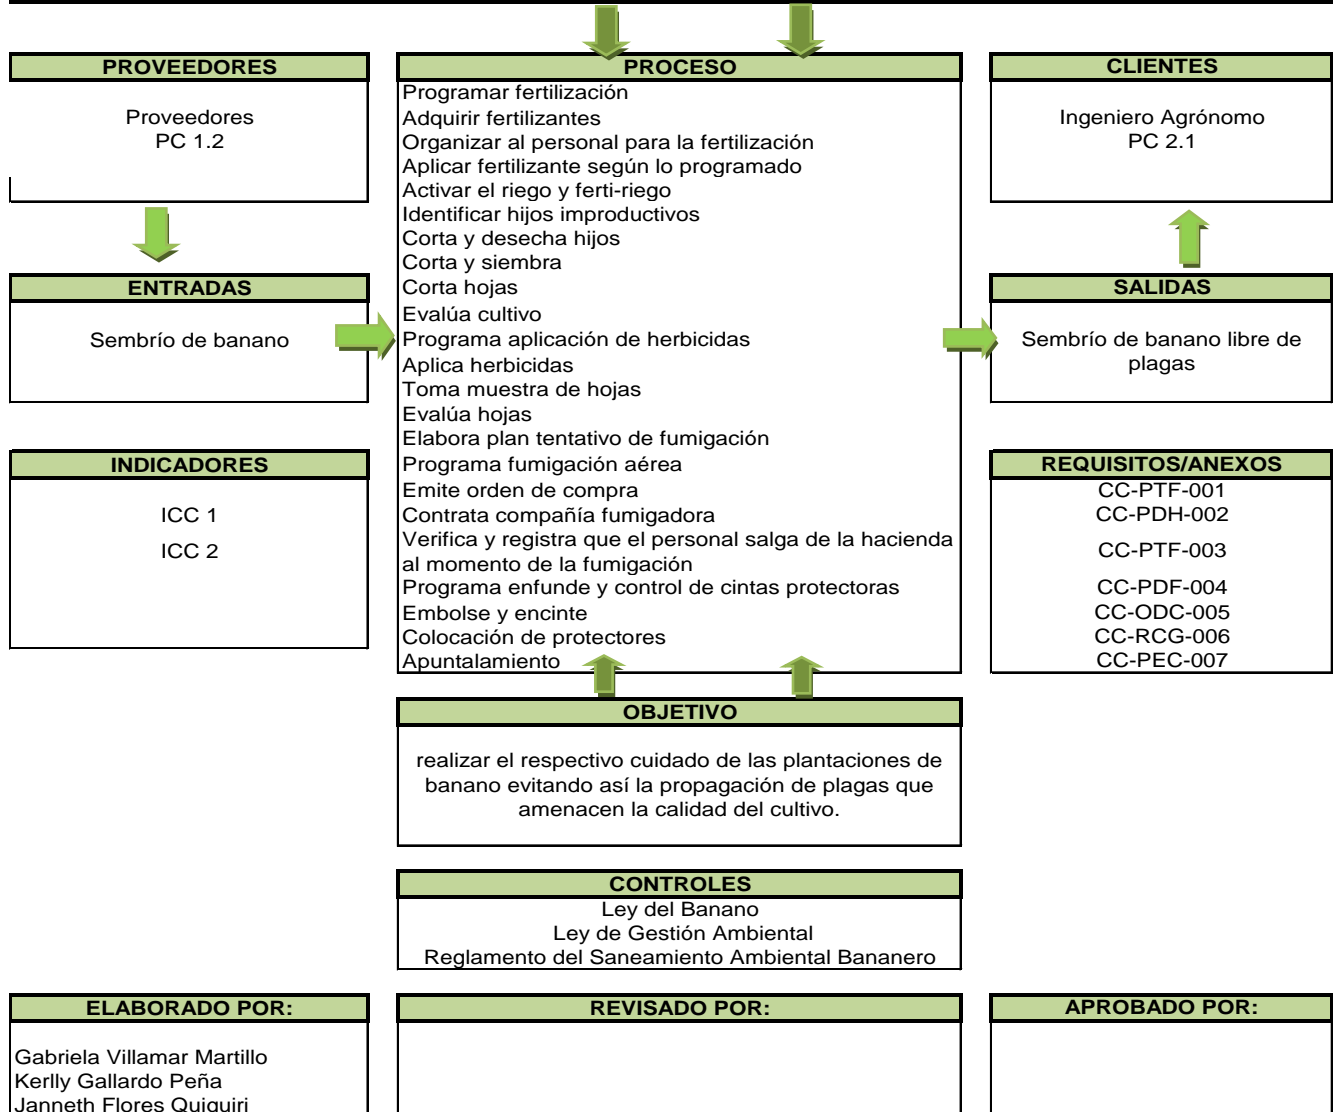 PROVEEDORES
Proveedores
PC 1.2
PROCESO
Programar fertilización
Adquirir fertilizantes
Organizar al personal para la fertilización
Aplicar fertilizante según lo programado
Activar el riego y ferti-riego
Identificar hijos improductivos
Corta y desecha hijos
Corta y siembra
Corta hojas
Evalúa cultivo
Programa aplicación de herbicidas
Aplica herbicidas
Toma muestra de hojas
Evalúa hojas
Elabora plan tentativo de fumigación
Programa fumigación aérea
Emite orden de compra
Contrata compañía fumigadora
Verifica y registra que el personal salga de la hacienda
al momento de la fumigación
Programa enfunde y control de cintas protectoras
Embolse y encinte
Colocación de protectores
Apuntalamiento
CLIENTES
Ingeniero Agrónomo
PC 2.1
ENTRADAS
Sembrío de banano
SALIDAS
Sembrío de banano libre de
plagas
INDICADORES
ICC 1
ICC 2
REQUISITOS/ANEXOS
CC-PTF-001
CC-PDH-002
CC-PTF-003
CC-PDF-004
CC-ODC-005
CC-RCG-006
CC-PEC-007
OBJETIVO
realizar el respectivo cuidado de las plantaciones de
banano evitando así la propagación de plagas que
amenacen la calidad del cultivo.
CONTROLES
Ley del Banano
Ley de Gestión Ambiental
Reglamento del Saneamiento Ambiental Bananero
ELABORADO POR:
Gabriela Villamar Martillo
Kerlly Gallardo Peña
Janneth Flores Quiquiri
REVISADO POR:
APROBADO POR: